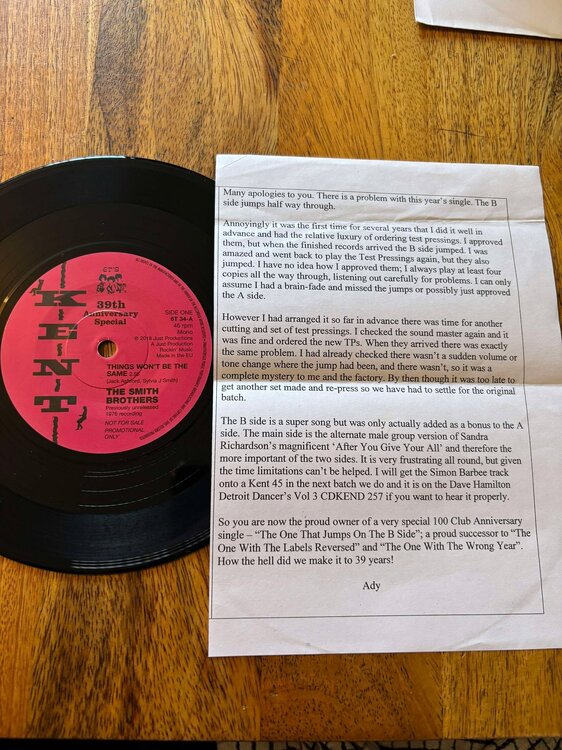 6T'S
KENT
39th
Anniversary
Special
SIDE ONE
6T 34-A
45 rpm
Mono
℗ 2018 Just Productions
A Just Production
Rockin' Music
Made in the EU
THINGS WON'T BE THE
SAME 2:58
(Jack Ashford, Sylvia J Smith)
THE SMITH
BROTHERS
Previously unreleased
1976 recording
NOT FOR SALE
PROMOTIONAL
ONLY
Many apologies to you. There is a problem with this year's single. The B
side jumps half way through.
Annoyingly it was the first time for several years that I did it well in
advance and had the relative luxury of ordering test pressings. I approved
them, but when the finished records arrived the B side jumped. I was
amazed and went back to play the Test Pressings again, but they also
jumped. I have no idea how I approved them; I always play at least four
copies all the way through, listening out carefully for problems. I can only
assume I had a brain-fade and missed the jumps or possibly just approved
the A side.
However I had arranged it so far in advance there was time for another
cutting and set of test pressings. I checked the sound master again and it
was fine and ordered the new TPs. When they arrived there was exactly
the same problem. I had already checked there wasn't a sudden volume or
tone change where the jump had been, and there wasn't, so it was a
complete mystery to me and the factory. By then though it was too late to
get another set made and re-press so we have had to settle for the original
batch.
The B side is a super song but was only actually added as a bonus to the A
side. The main side is the alternate male group version of Sandra
Richardson's magnificent 'After You Give Your All' and therefore the
more important of the two sides. It is very frustrating all round, but given
the time limitations can't be helped. I will get the Simon Barbee track
onto a Kent 45 in the next batch we do and it is on the Dave Hamilton
Detroit Dancer's Vol 3 CDKEND 257 if you want to hear it properly.
So you are now the proud owner of a very special 100 Club Anniversary
single – "The One That Jumps On The B Side"; a proud successor to "The
One With The Labels Reversed" and "The One With The Wrong Year".
How the hell did we make it to 39 years!
Ady